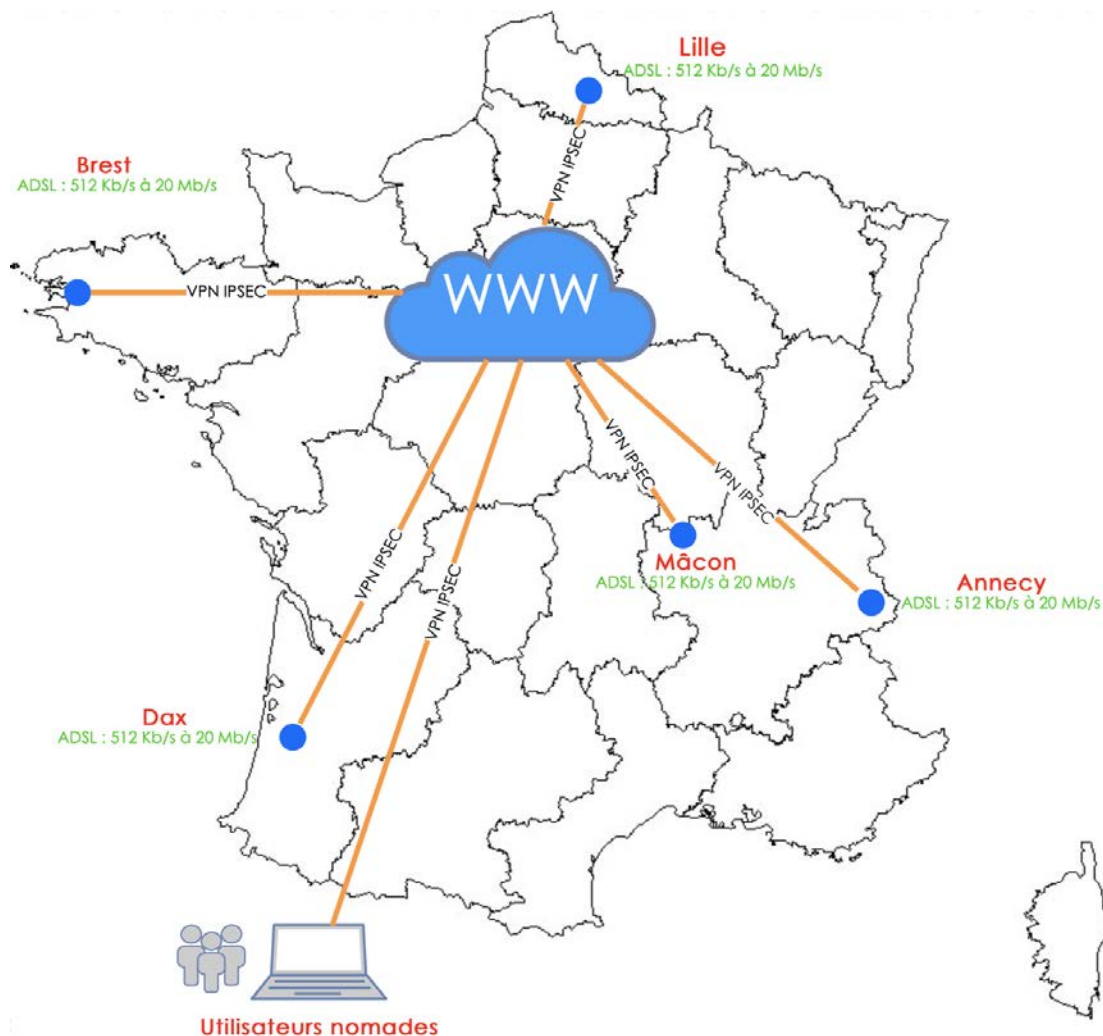 Lille
ADSL : 512 Kb/s à 20 Mb/s
VPN IPSEC
Brest
ADSL : 512 Kb/s à 20 Mb/s
WWW
VPN IPSEC
VPN IPSEC
VPN IPSEC
VPN IPSEC
VPN IPSEC
Mâcon
ADSL : 512 Kb/s à 20 Mb/s
Annecy
ADSL : 512 Kb/s à 20 Mb/s
Dax
ADSL : 512 Kb/s à 20 Mb/s
Utilisateurs nomades